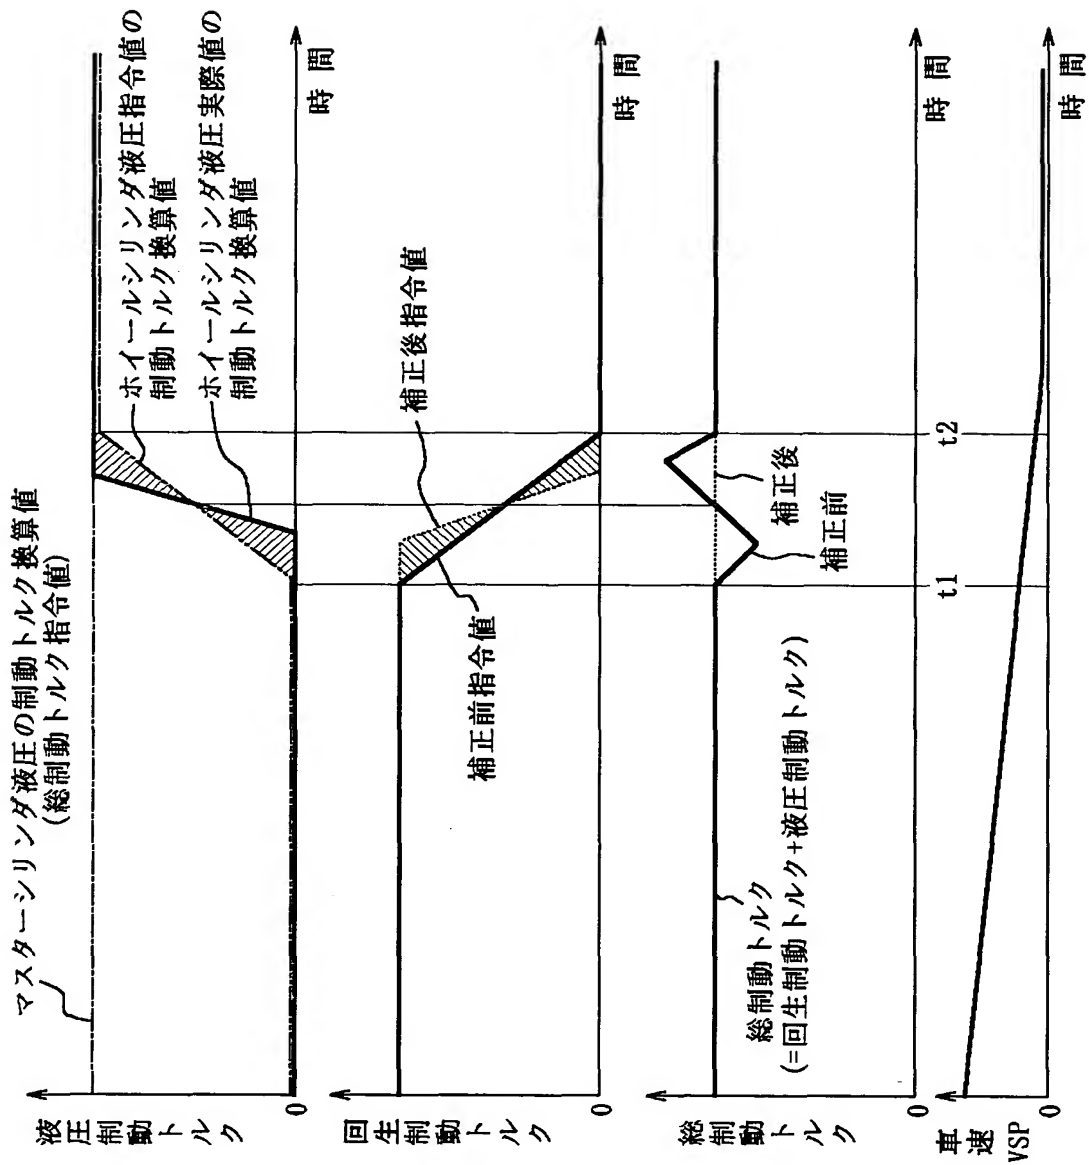 マスターシリンダ液圧の制動トルク換算値
(総制動トルク指令値)
液圧制動トルク
0
ホイールシリンダ液圧指令値の
制動トルク換算値
ホイールシリンダ液圧実際値の
制動トルク換算値
時間
回生制動トルク
0
補正前指令値
補正後指令値
時間
総制動トルク
0
総制動トルク
(=回生制動トルク+液圧制動トルク)
補正前
補正後
時間
t1
t2
車速
VSP
0
時間